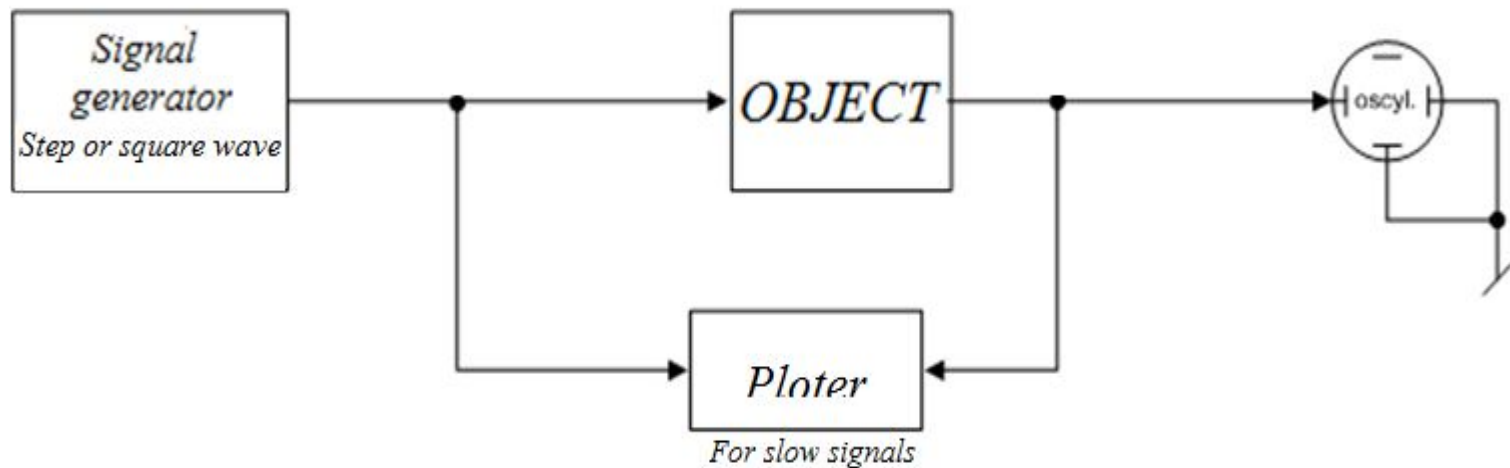 Signal
generator
Step or square wave
OBJECT
oscyl.
Ploter
For slow signals